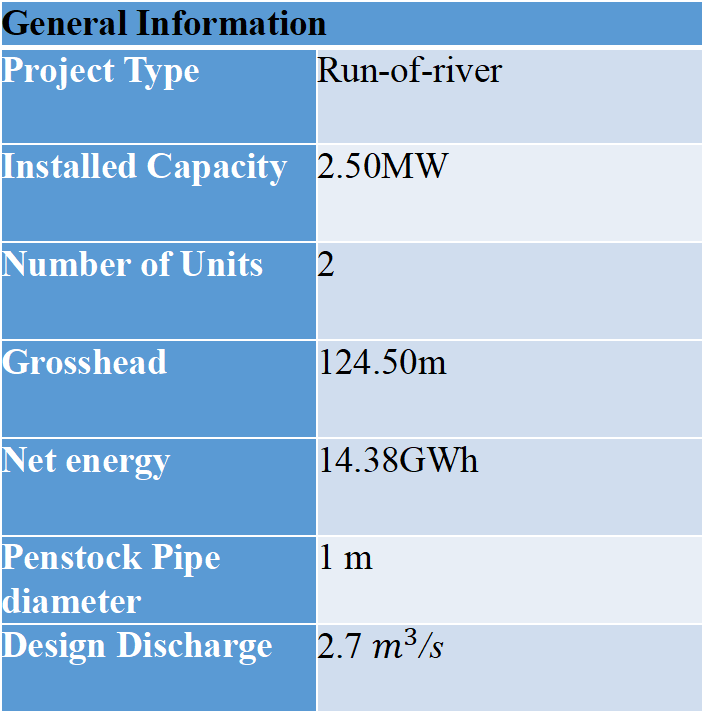 General Information
Project Type
Run-of-river
Installed Capacity
2.50MW
Number of Units
2
Grosshead
124.50m
Net energy
14.38GWh
Penstock Pipe
diameter
1 m
Design Discharge
2.7 m³/s